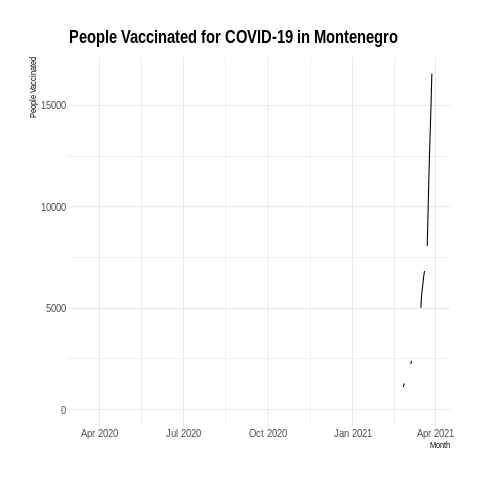 People Vaccinated for COVID-19 in Montenegro
People Vaccinated
15000
10000
5000
0
Apr 2020 Jul 2020 Oct 2020 Jan 2021 Apr 2021
Month